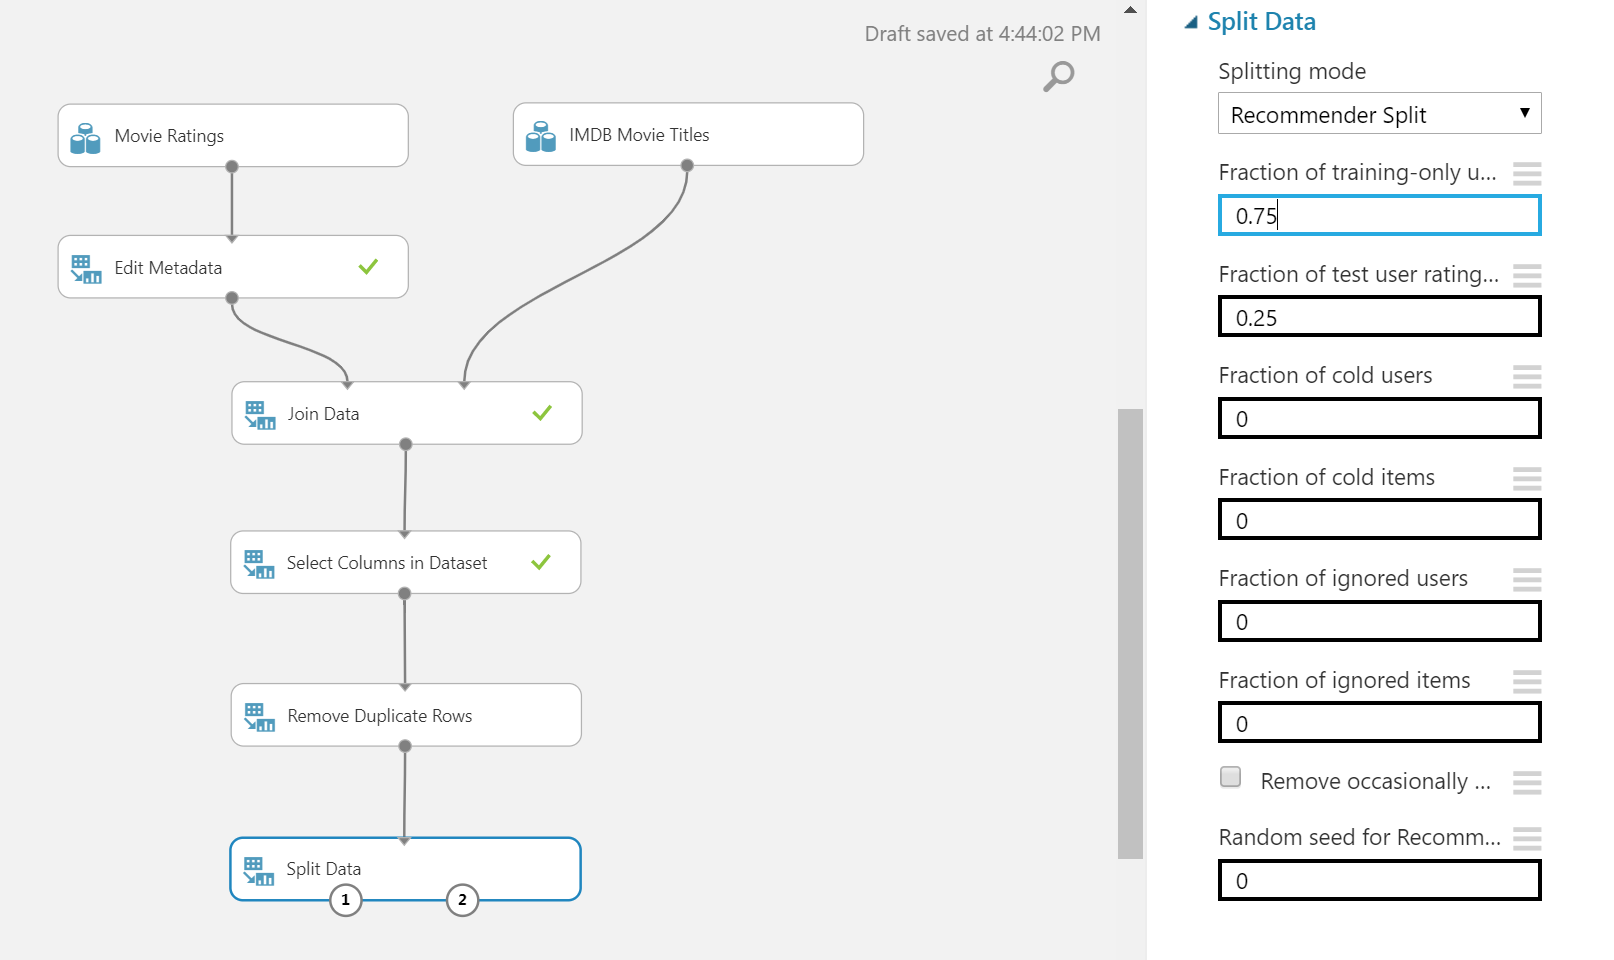 Draft saved at 4:44:02 PM
Movie Ratings
IMDB Movie Titles
Edit Metadata
Join Data
Select Columns in Dataset
Remove Duplicate Rows
Split Data
1
2
Split Data
Splitting mode
Recommender Split
Fraction of training-only u...
0.75
Fraction of test user rating...
0.25
Fraction of cold users
0
Fraction of cold items
0
Fraction of ignored users
0
Fraction of ignored items
0
Remove occasionally ...
Random seed for Recomm...
0